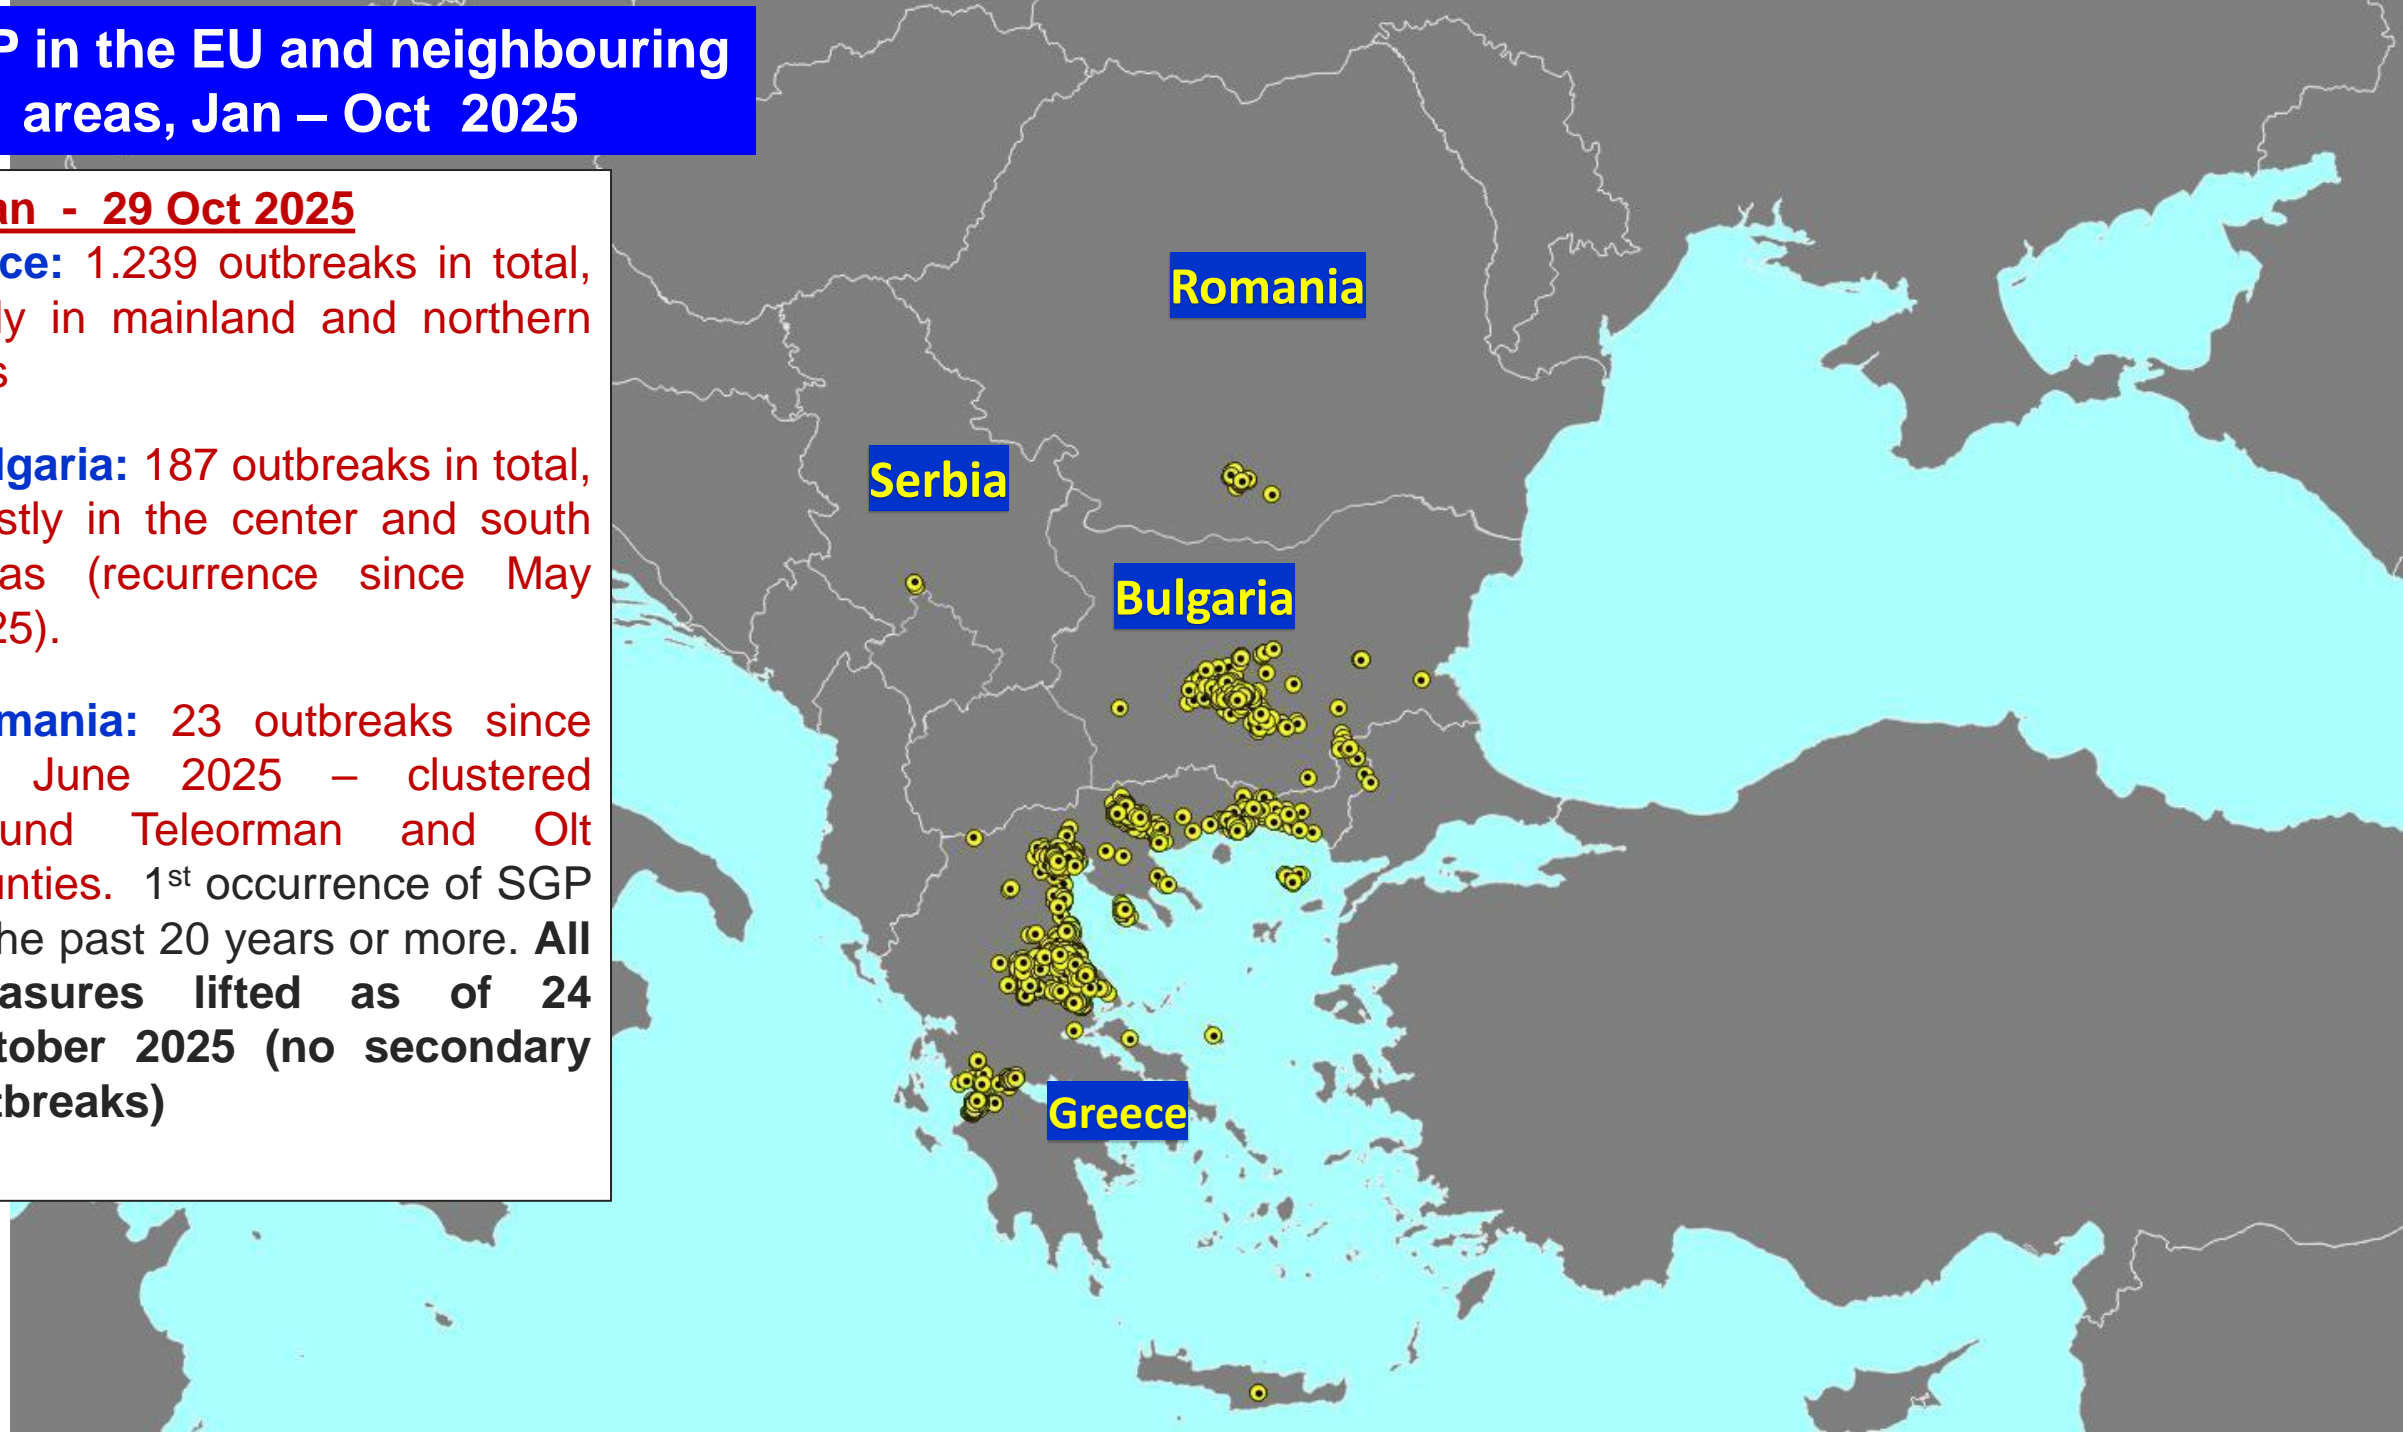 P in the EU and neighbouring
areas, Jan – Oct 2025
an - 29 Oct 2025
ce: 1.239 outbreaks in total,
ly in mainland and northern
s
lgaria: 187 outbreaks in total,
stly in the center and south
as (recurrence since May
25).
mania: 23 outbreaks since
June 2025 – clustered
und Teleorman and Olt
unties. 1st occurrence of SGP
he past 20 years or more. All
asures lifted as of 24
tober 2025 (no secondary
tbreaks)
Romania
Serbia
Bulgaria
Greece